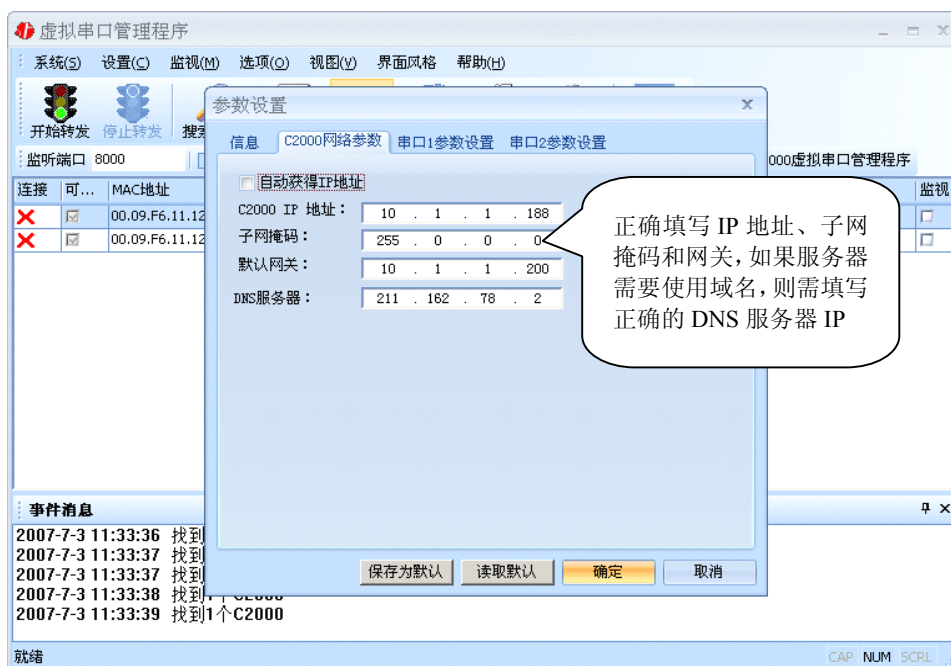 虚拟串口管理程序
系统(S) 设置(C) 监视(M) 选项(O) 视图(V) 界面风格 帮助(H)
开始转发 停止转发
监听端口 8000
000虚拟串口管理程序
连接 可... MAC地址 监视
00.09.F6.11.12
00.09.F6.11.12
参数设置
信息 C2000网络参数 串口1参数设置 串口2参数设置
自动获得IP地址
C2000 IP 地址： 10 . 1 . 1 . 188
子网掩码： 255 . 0 . 0 . 0
默认网关： 10 . 1 . 1 . 200
DNS服务器： 211 . 162 . 78 . 2
正确填写 IP 地址、子网
掩码和网关，如果服务器
需要使用域名，则需填写
正确的 DNS 服务器 IP
保存为默认 读取默认 确定 取消
事件消息
2007-7-3 11:33:36 找到
2007-7-3 11:33:37 找到
2007-7-3 11:33:37 找到
2007-7-3 11:33:38 找到1个C2000
2007-7-3 11:33:39 找到1个C2000
就绪 CAP NUM SCRL